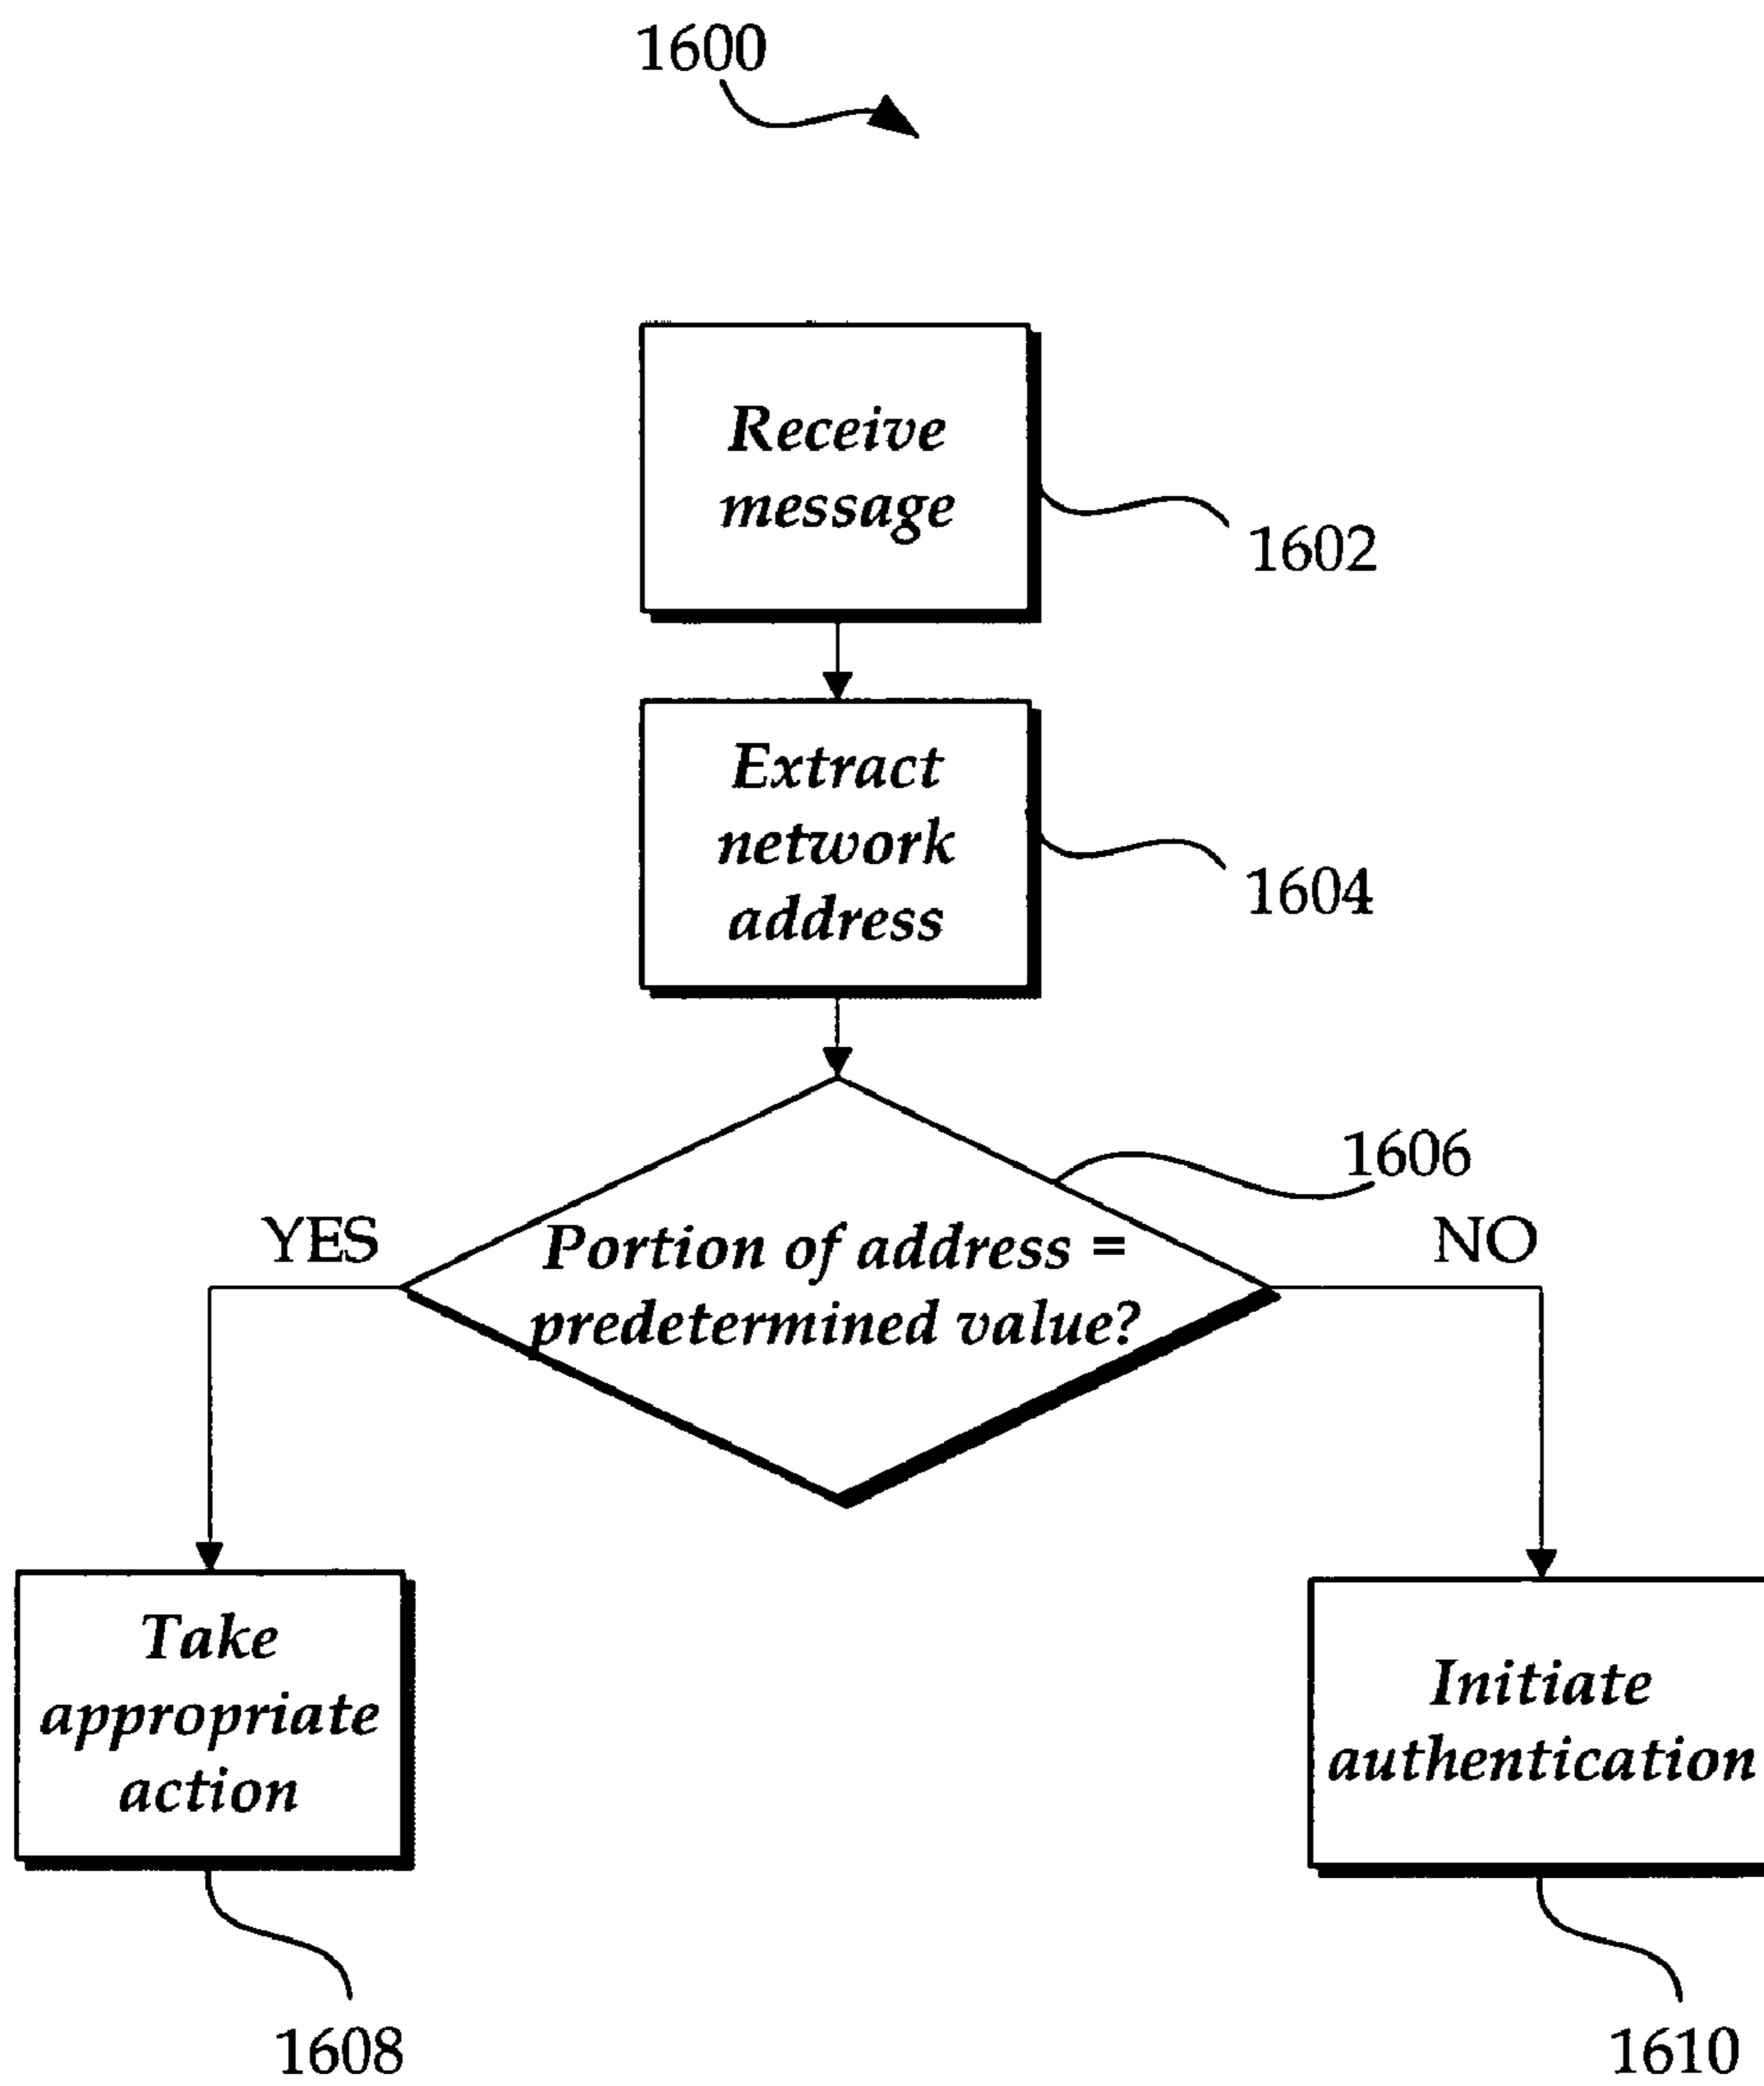 1600
Receive
message
1602
Extract
network
address
1604
1606
YES
NO
Portion of address =
predetermined value?
Take
appropriate
action
Initiate
authentication
1608
1610